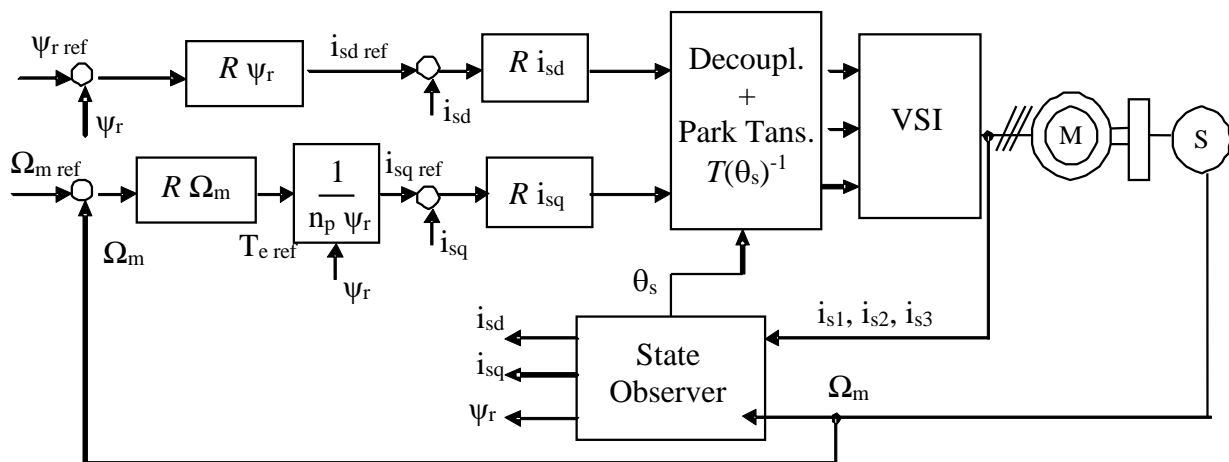 ψr ref
R ψr
isd ref
R isd
ψr
isd
Decoupl.
+
Park Tans.
T(θs)-1
VSI
M
S
Ωm ref
R Ωm
Te ref
1
np ψr
isq ref
R isq
isq
Ωm
ψr
θs
isd
isq
ψr
State
Observer
is1, is2, is3
Ωm